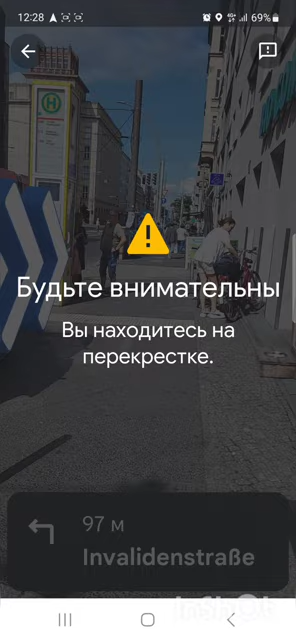 12:28
69%
H
Будьте внимательны
Вы находитесь на
перекрестке.
97 м
Invalidenstraße
InShOt